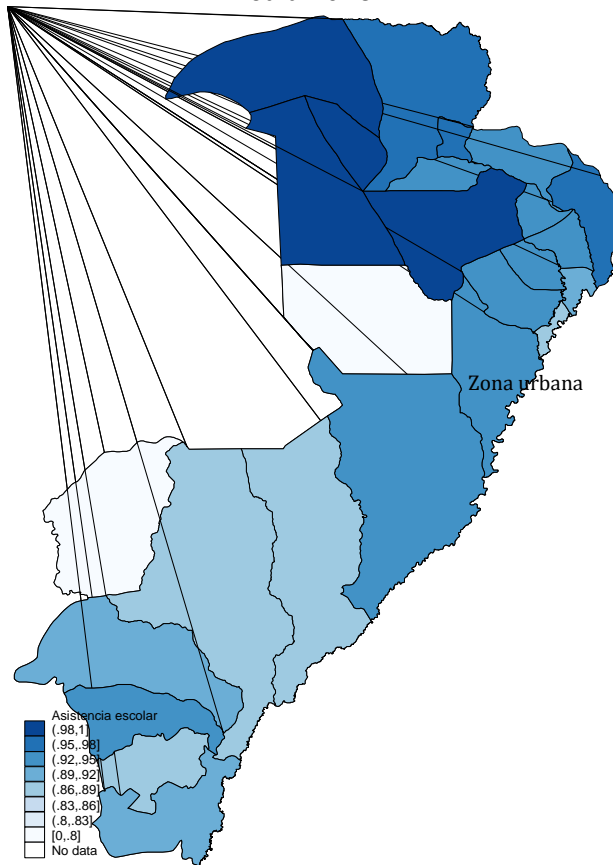 Zona urbana
Asistencia escolar
(.98,1]
(.95,.98]
(.92,.95]
(.89,.92]
(.86,.89]
(.83,.86]
(.8,.83]
[0,.8]
No data